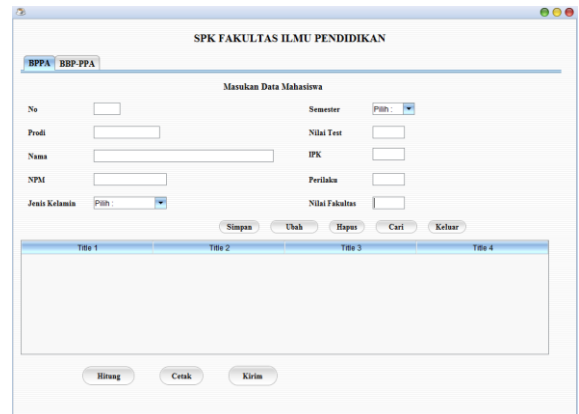 SPK FAKULTAS ILMU PENDIDIKAN
BPPA BBP-PPA
Masukan Data Mahasiswa
No
Semester Pilih :
Prodi
Nilai Test
Nama
IPK
NPM
Perilaku
Jenis Kelamin Pilih :
Nilai Fakultas
Simpan Ubah Hapus Cari Keluar
Title 1 Title 2 Title 3 Title 4
Hitung Cetak Kirim